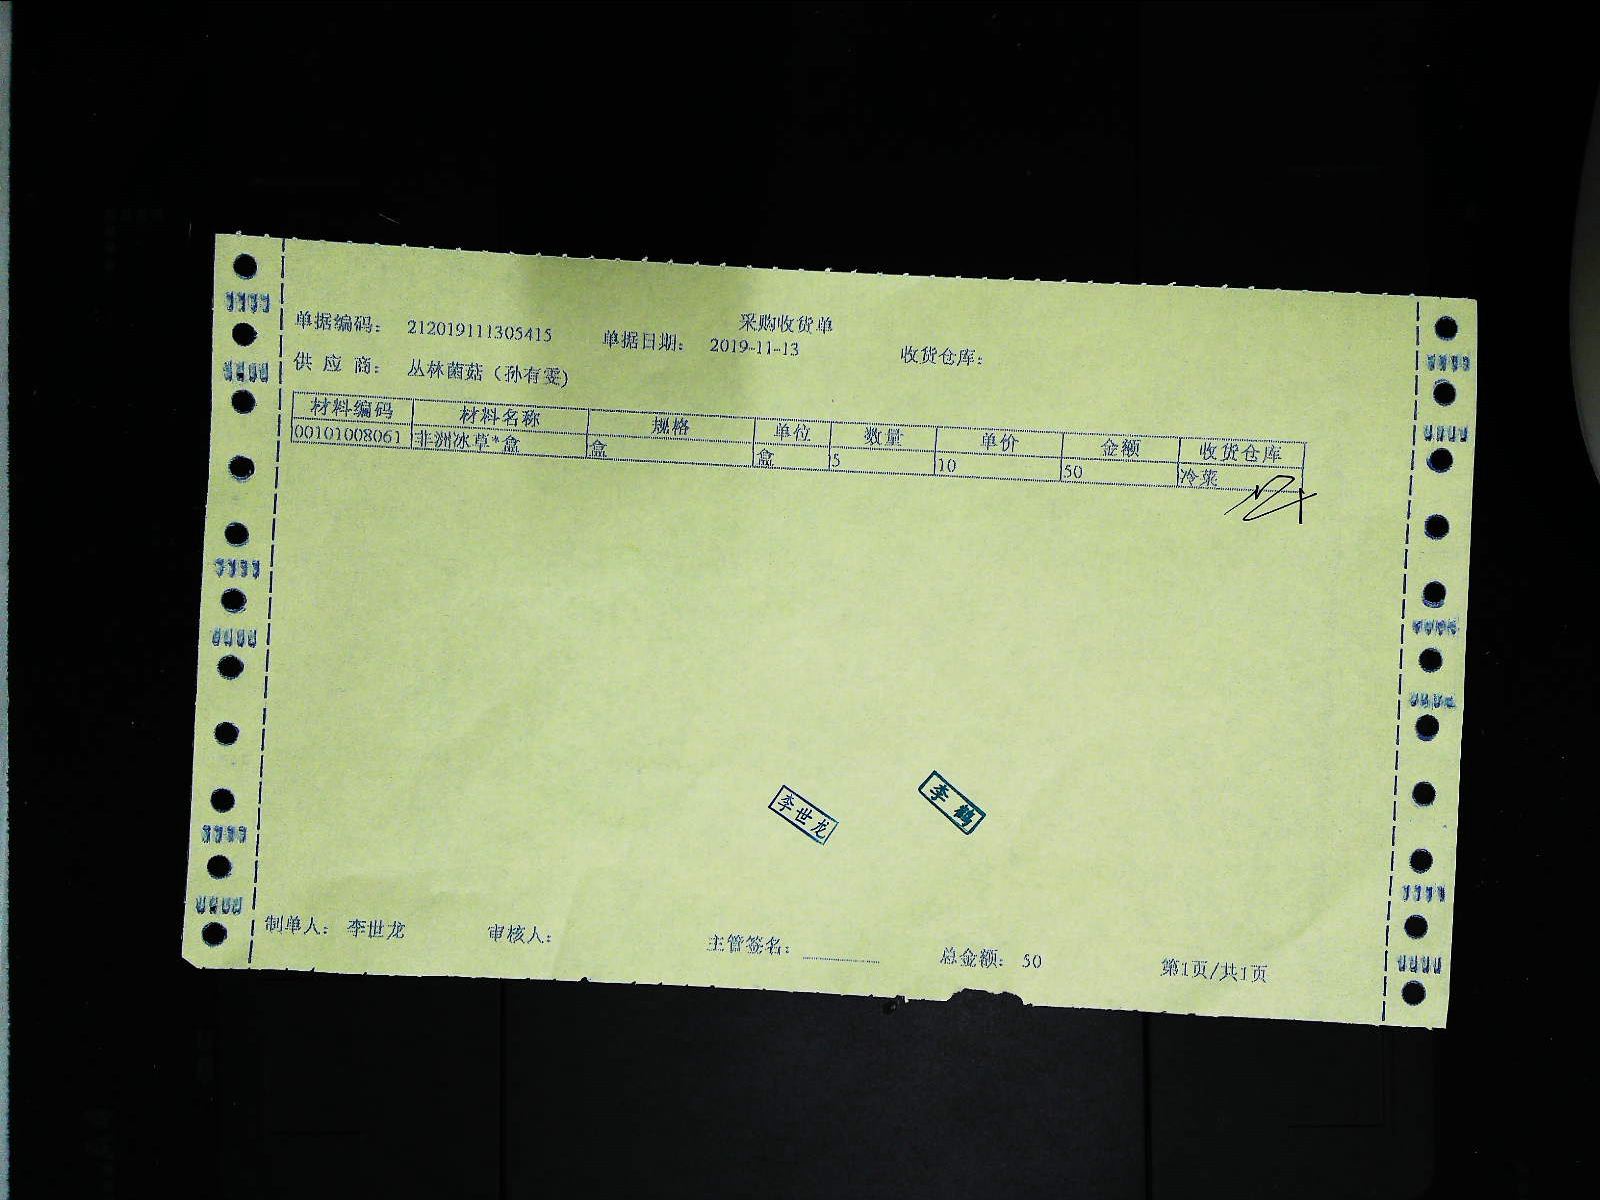 采购收货单
单据编码： 212019111305415 单据日期： 2019-11-13 收货仓库：
供 应 商： 丛林菌菇（孙有雯）
材料编码 材料名称 规格 单位 数量 单价 金额 收货仓库
00101008061 非洲冰草*盒 盒 盒 5 10 50 冷菜
李世龙 李鹤
制单人： 李世龙 审核人： 主管签名： 总金额： 50 第1页/共1页